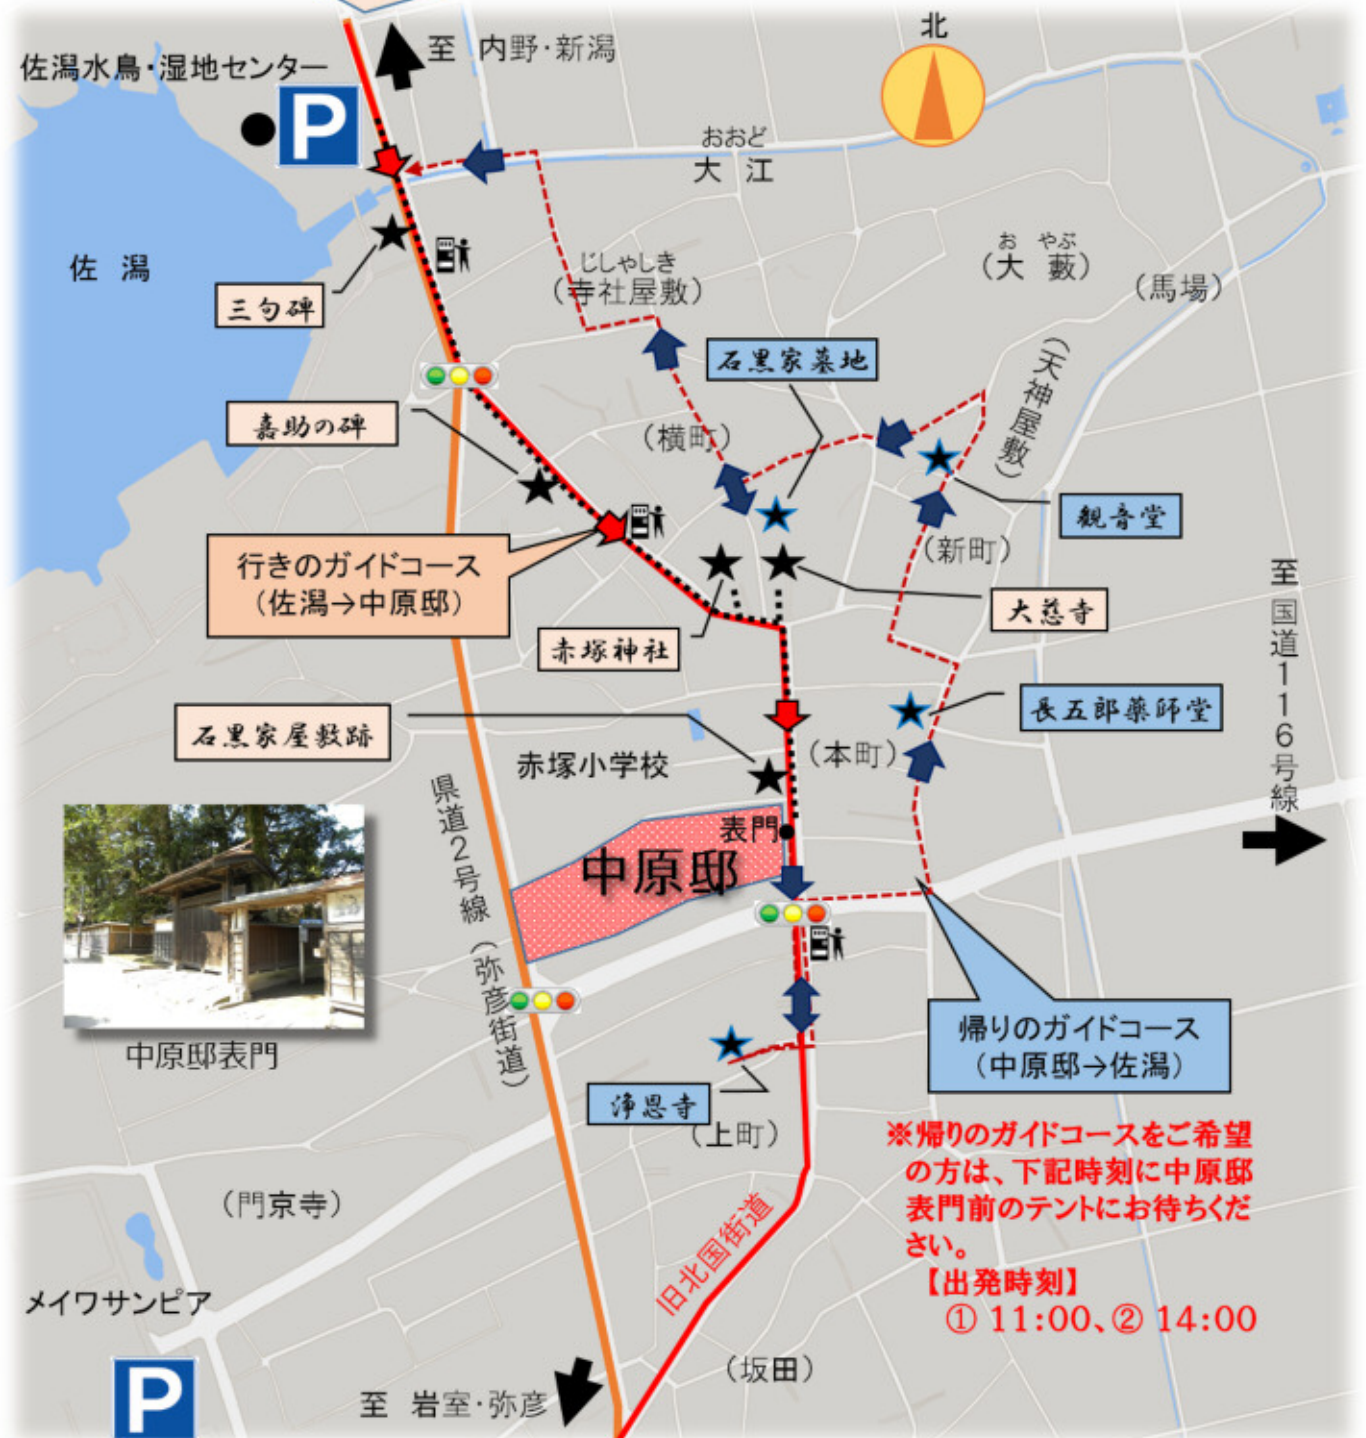 北
至 内野・新潟
佐潟水鳥・湿地センター
P
おおど
大 江
お やぶ
（大 藪）
（馬場）
佐 潟
じしゃしき
（寺社屋敷）
三句碑
石黒家墓地
（天神屋敷）
嘉助の碑
（横町）
観音堂
（新町）
行きのガイドコース
（佐潟→中原邸）
至 国道116号線
大慈寺
赤塚神社
長五郎薬師堂
石黒家屋敷跡
赤塚小学校
（本町）
表門
中原邸
県道2号線（弥彦街道）
中原邸表門
帰りのガイドコース
（中原邸→佐潟）
浄恩寺
（上町）
※帰りのガイドコースをご希望
の方は、下記時刻に中原邸
表門前のテントにお待ちくだ
さい。
【出発時刻】
① 11:00、② 14:00
（門京寺）
旧北国街道
メイワサンピア
P
（坂田）
至 岩室・弥彦